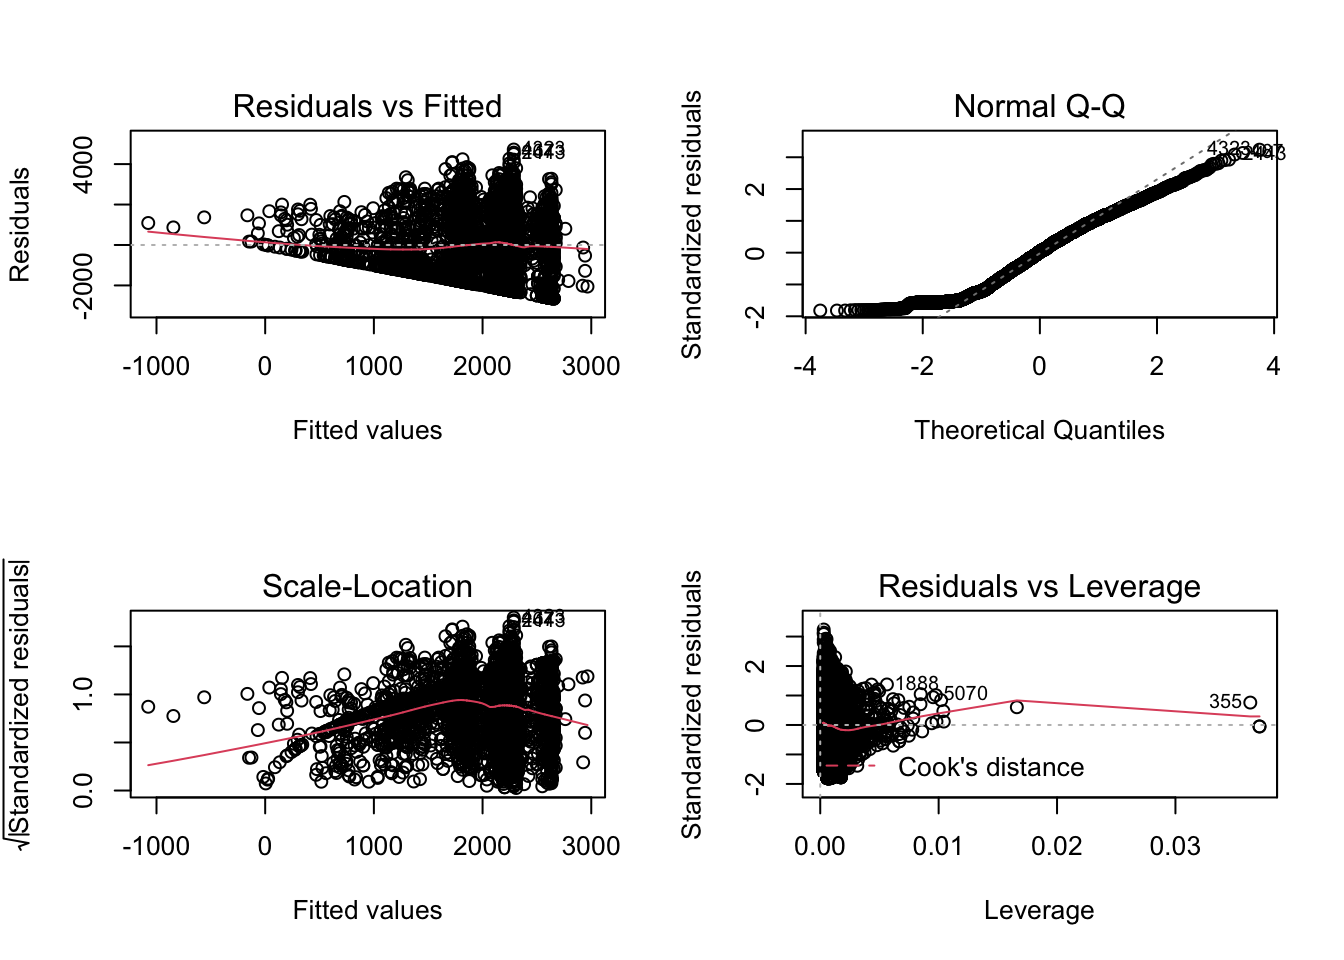 Residuals vs Fitted
Residuals
4000
-2000
-1000 0 1000 2000 3000
Fitted values
Normal Q-Q
Standardized residuals
2
0
-2
-4 -2 0 2 4
Theoretical Quantiles
Scale-Location
√|Standardized residuals|
1.0
0.0
-1000 0 1000 2000 3000
Fitted values
Residuals vs Leverage
Standardized residuals
2
0
-2
1888
5070
355
Cook's distance
0.00 0.01 0.02 0.03
Leverage